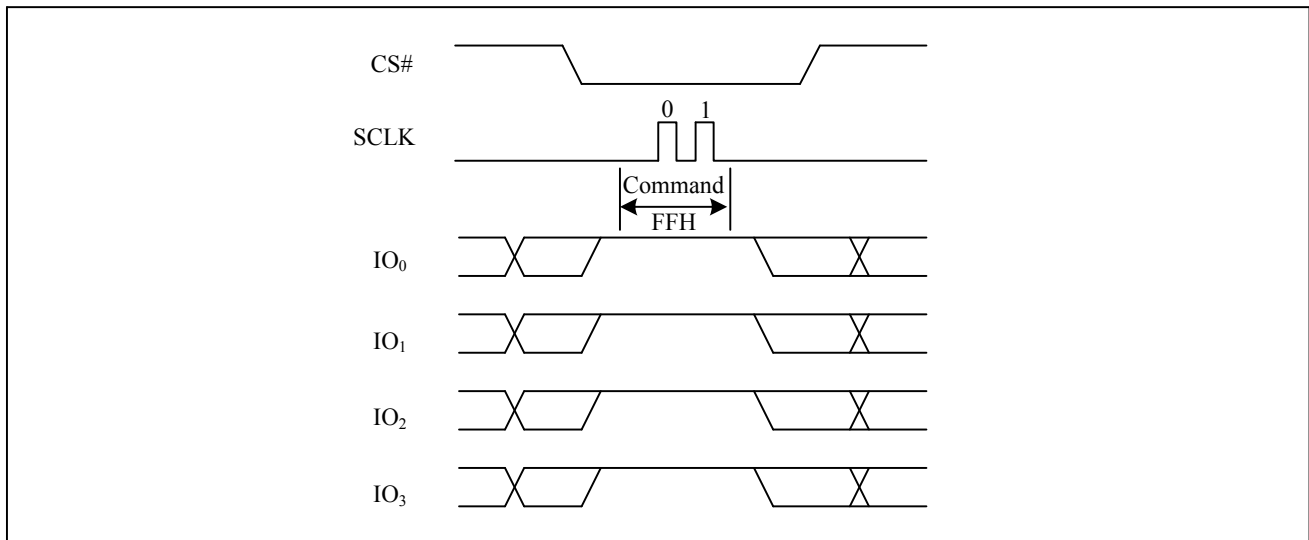 CS#
0 1
SCLK
Command
FFH
IO₀
IO₁
IO₂
IO₃